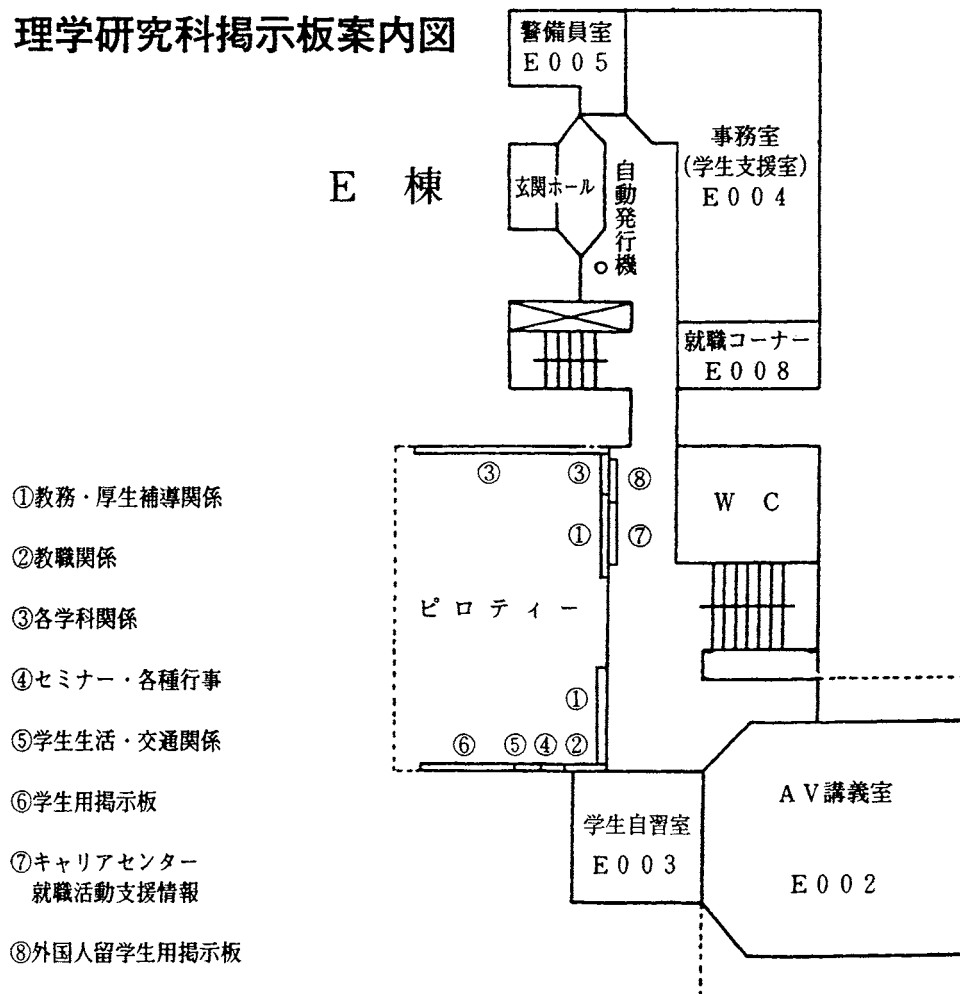 理学研究科掲示板案内図
警備員室
E005
事務室
(学生支援室)
E004
E 棟
玄関ホール
自動発行機
就職コーナー
E008
③
③
⑧
①
⑦
W C
ピロティー
①
⑥
⑤
④
②
学生自習室
E003
AV講義室
E002
①教務・厚生補導関係
②教職関係
③各学科関係
④セミナー・各種行事
⑤学生生活・交通関係
⑥学生用掲示板
⑦キャリアセンター
就職活動支援情報
⑧外国人留学生用掲示板